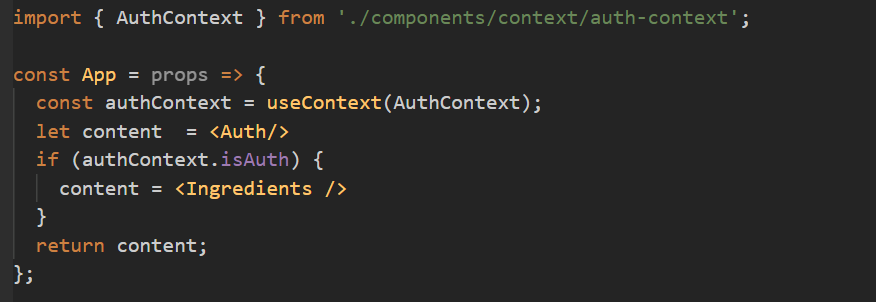 import { AuthContext } from './components/context/auth-context';
const App = props => {
const authContext = useContext(AuthContext);
let content  = <Auth/>
if (authContext.isAuth) {
content = <Ingredients />
}
return content;
};